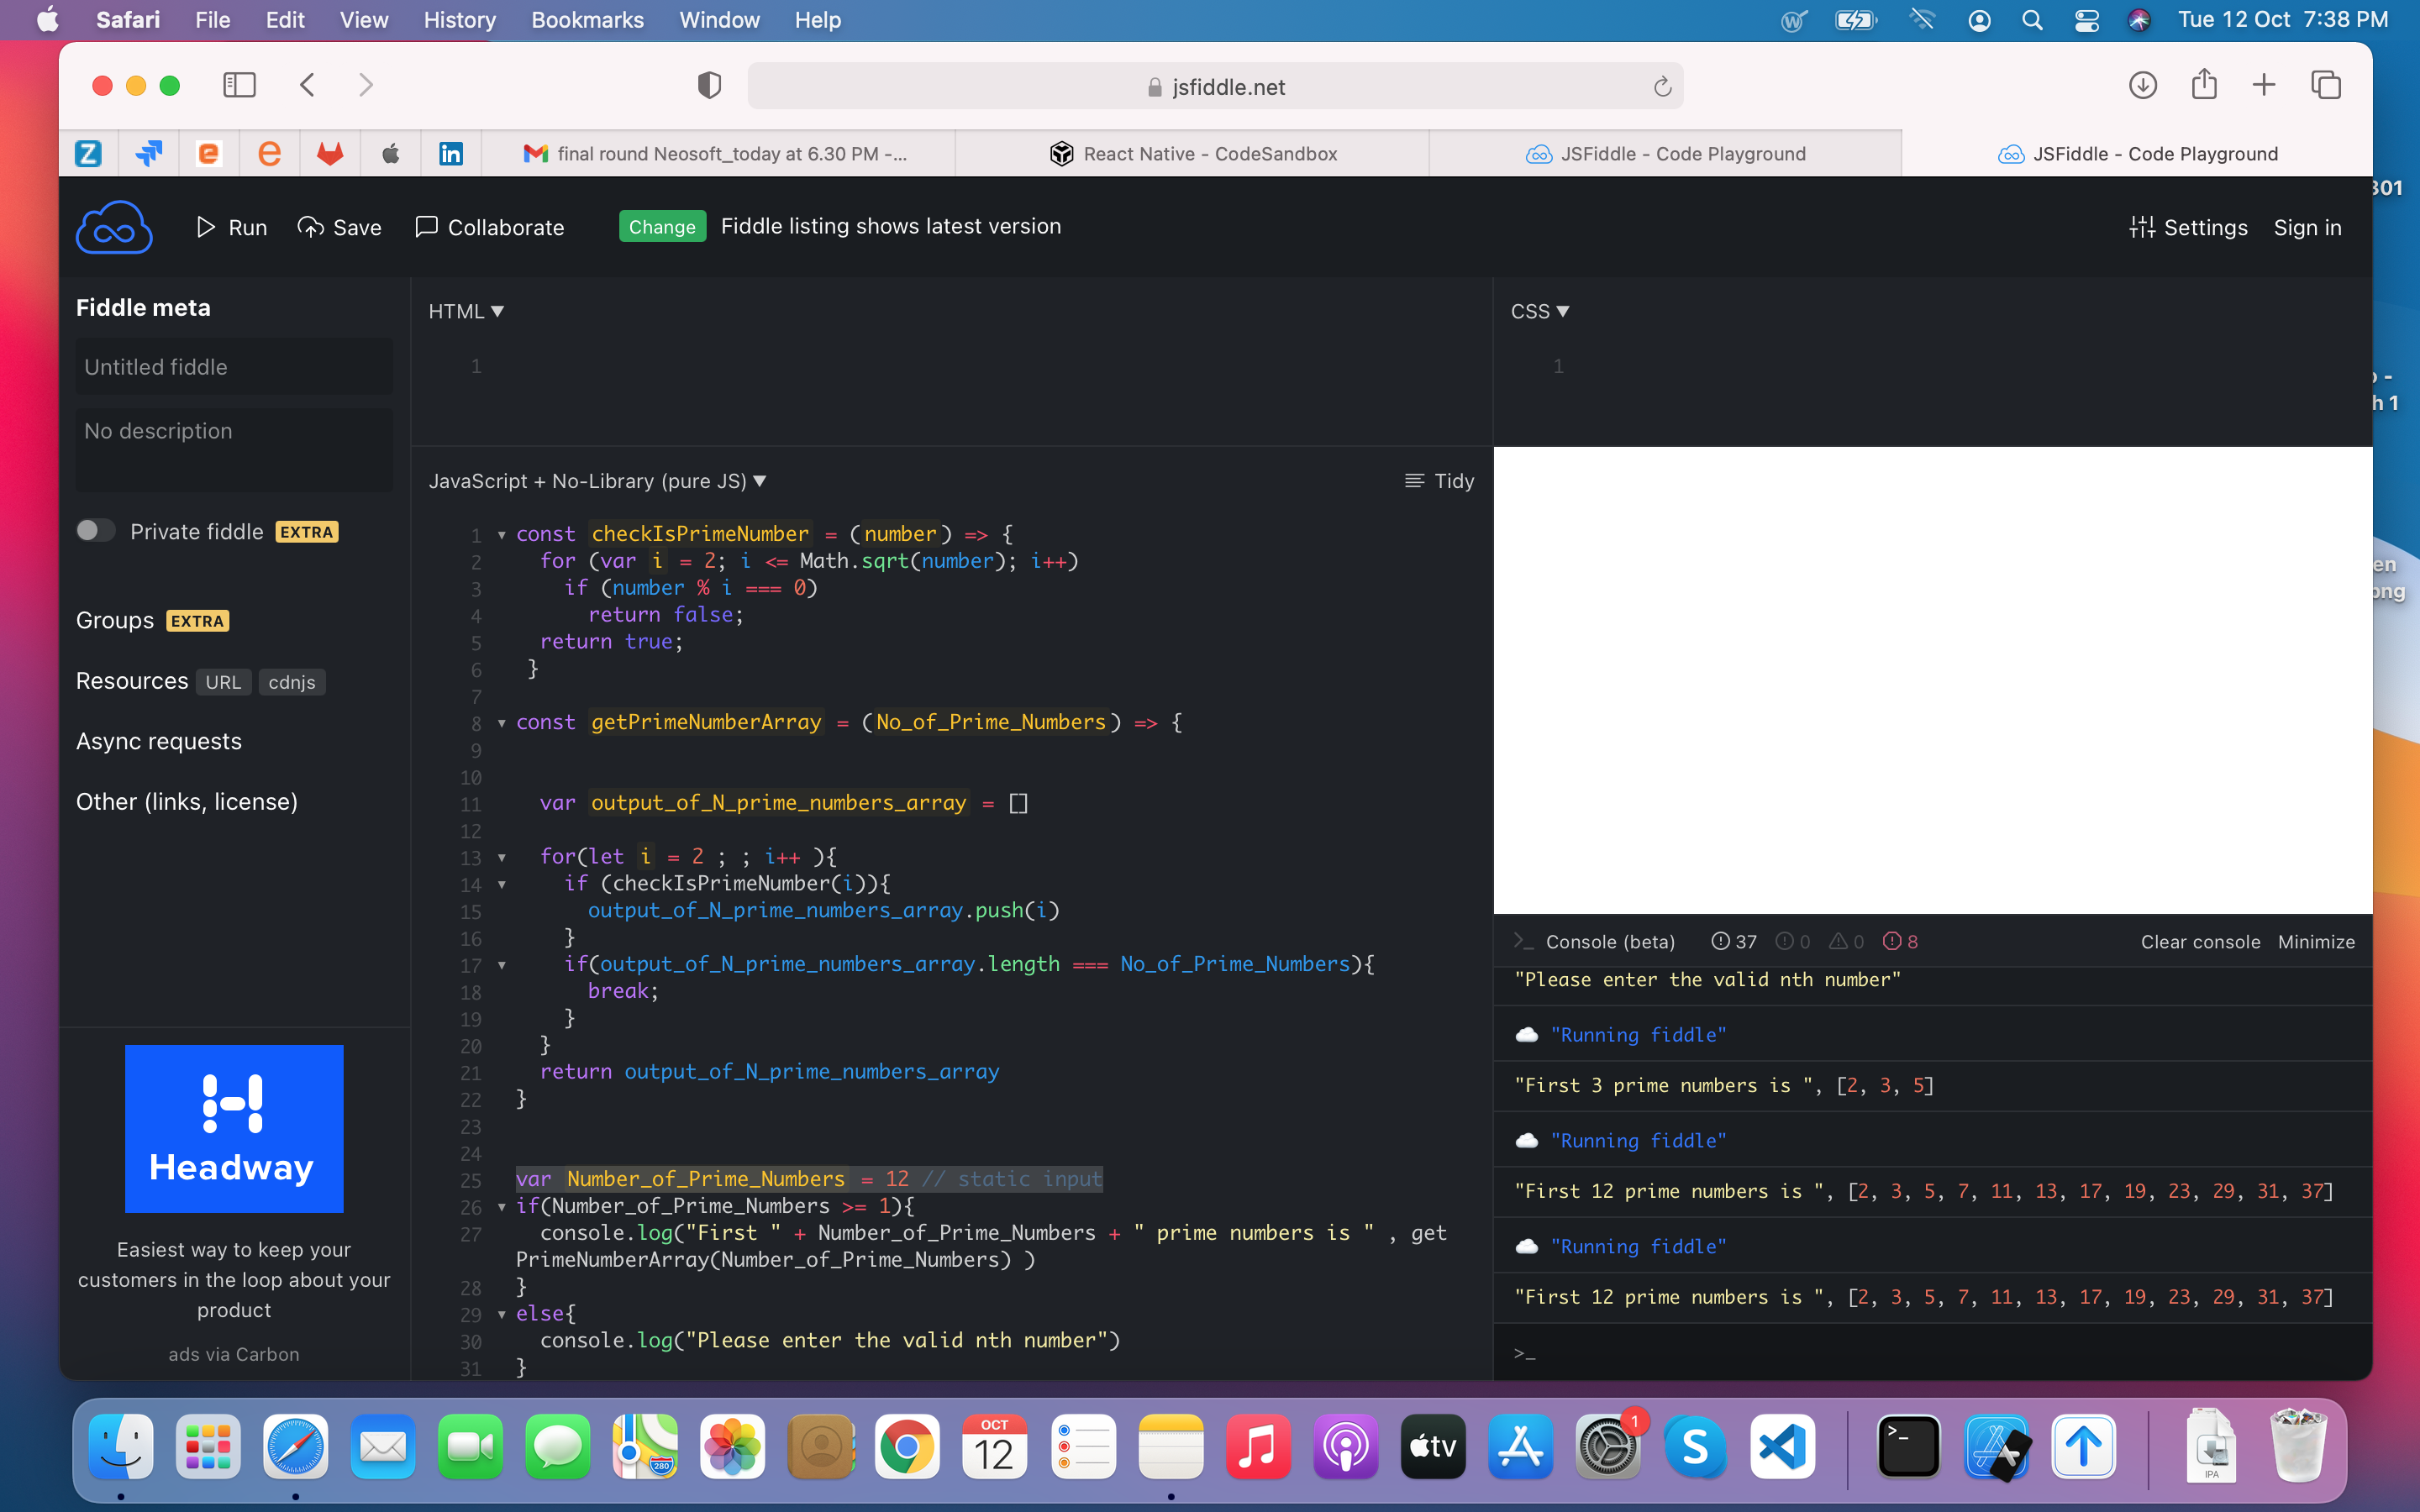 Safari File Edit View History Bookmarks Window Help
Tue 12 Oct 7:38 PM
jsfiddle.net
final round Neosoft_today at 6.30 PM -...
React Native - CodeSandbox
JSFiddle - Code Playground
JSFiddle - Code Playground
301
Run
Save
Collaborate
Change
Fiddle listing shows latest version
Settings
Sign in
Fiddle meta
Untitled fiddle
No description
Private fiddle EXTRA
Groups EXTRA
Resources URL cdnjs
Async requests
Other (links, license)
Headway
Easiest way to keep your
customers in the loop about your
product
ads via Carbon
HTML ▼
1
CSS ▼
1
JavaScript + No-Library (pure JS) ▼
Tidy
1 const checkIsPrimeNumber = (number) => {
2 for (var i = 2; i <= Math.sqrt(number); i++)
3 if (number % i === 0)
4 return false;
5 return true;
6 }
7
8 const getPrimeNumberArray = (No_of_Prime_Numbers) => {
9
10
11 var output_of_N_prime_numbers_array = []
12
13 for(let i = 2 ; ; i++ ){
14 if (checkIsPrimeNumber(i)){
15 output_of_N_prime_numbers_array.push(i)
16 }
17 if(output_of_N_prime_numbers_array.length === No_of_Prime_Numbers){
18 break;
19 }
20 }
21 return output_of_N_prime_numbers_array
22 }
23
24
25 var Number_of_Prime_Numbers = 12 // static input
26 if(Number_of_Prime_Numbers >= 1){
27 console.log("First " + Number_of_Prime_Numbers + " prime numbers is " , get
PrimeNumberArray(Number_of_Prime_Numbers) )
28 }
29 else{
30 console.log("Please enter the valid nth number")
31 }
Console (beta) 37 0 0 8
Clear console Minimize
"Please enter the valid nth number"
"Running fiddle"
"First 3 prime numbers is ", [2, 3, 5]
"Running fiddle"
"First 12 prime numbers is ", [2, 3, 5, 7, 11, 13, 17, 19, 23, 29, 31, 37]
"Running fiddle"
"First 12 prime numbers is ", [2, 3, 5, 7, 11, 13, 17, 19, 23, 29, 31, 37]
>_
h 1
en
png
280
OCT
12
tv
1
S
>_
IPA